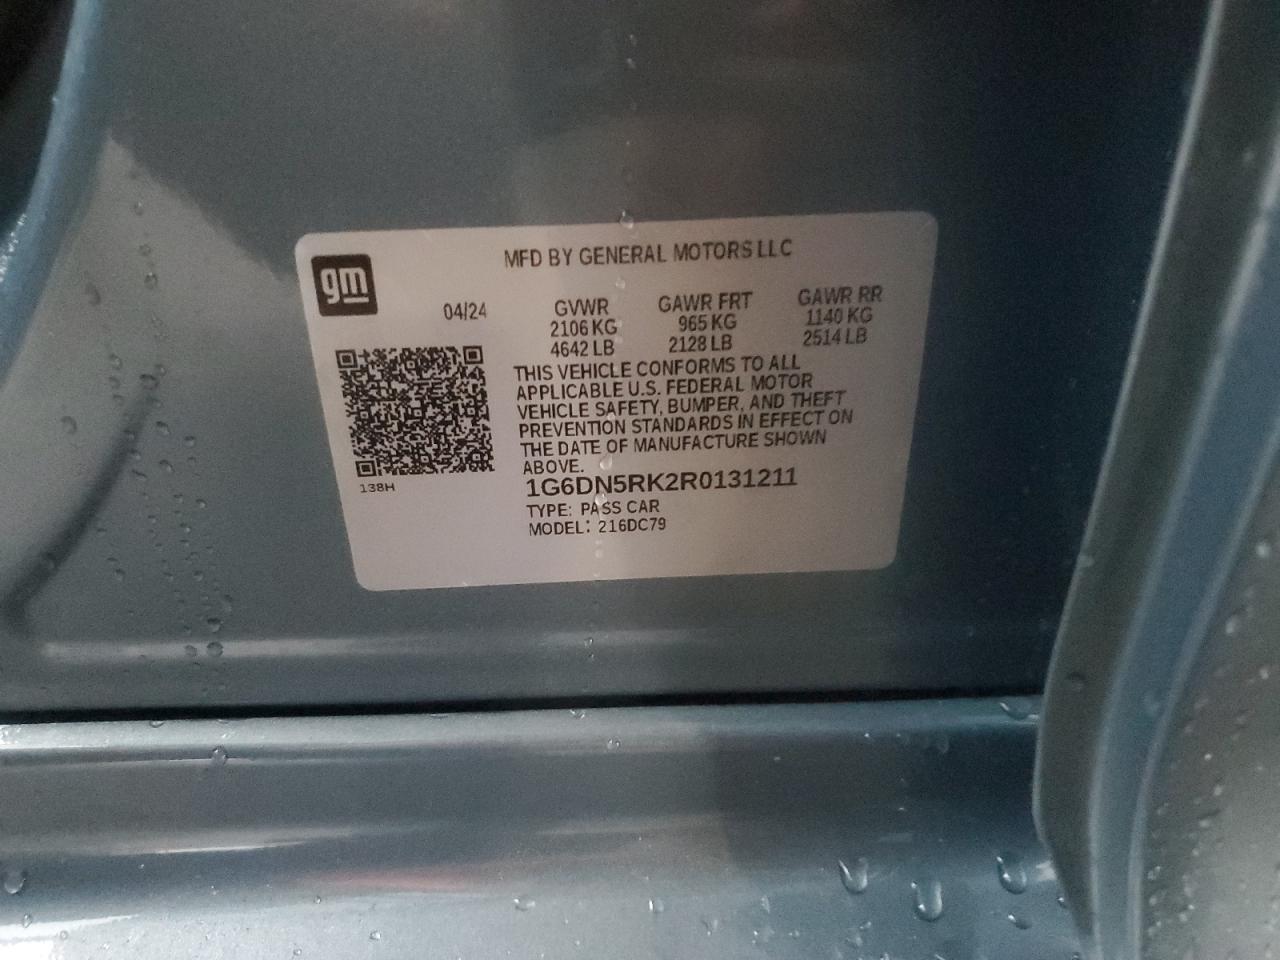 gm
MFD BY GENERAL MOTORS LLC
04/24
GVWR GAWR FRT GAWR RR
2106 KG 965 KG 1140 KG
4642 LB 2128 LB 2514 LB
THIS VEHICLE CONFORMS TO ALL
APPLICABLE U.S. FEDERAL MOTOR
VEHICLE SAFETY, BUMPER, AND THEFT
PREVENTION STANDARDS IN EFFECT ON
THE DATE OF MANUFACTURE SHOWN
ABOVE.
138H
1G6DN5RK2R0131211
TYPE: PASS CAR
MODEL: 216DC79